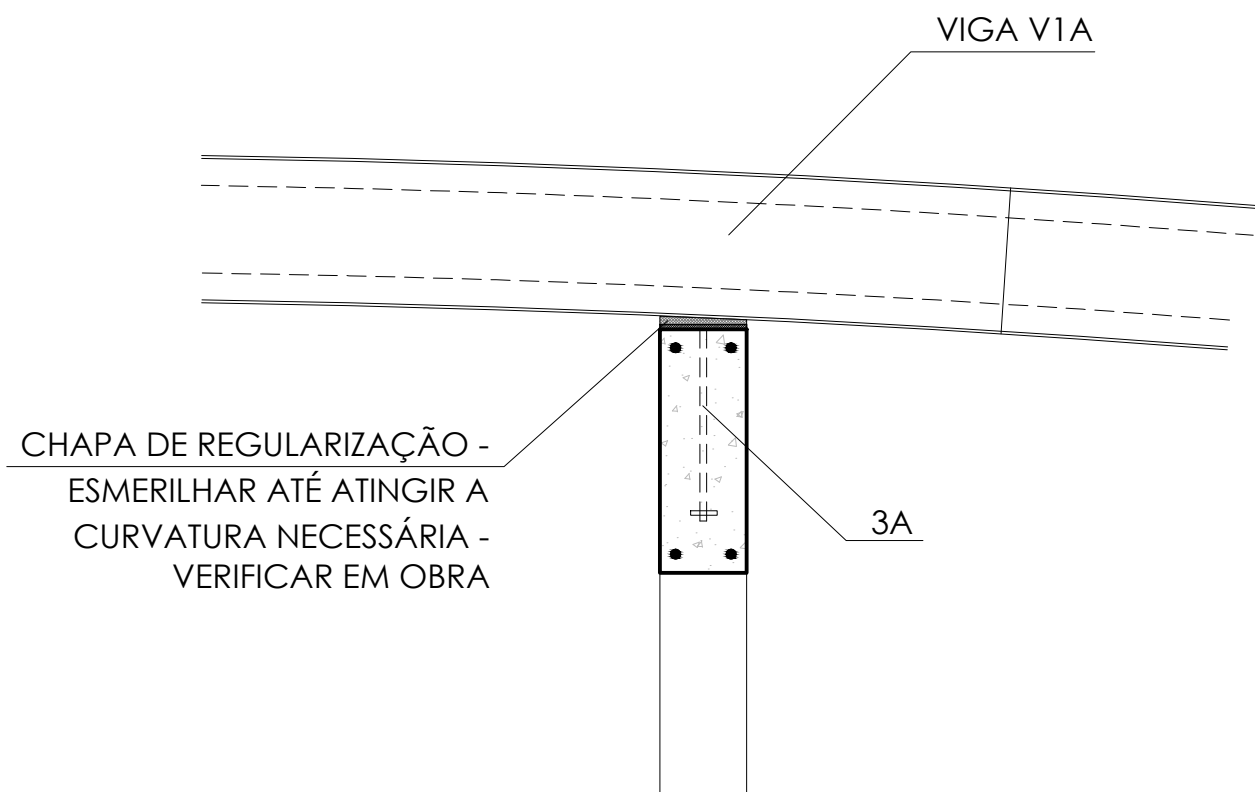 VIGA V1A
CHAPA DE REGULARIZAÇÃO -
ESMERILHAR ATÉ ATINGIR A
CURVATURA NECESSÁRIA -
VERIFICAR EM OBRA
3A